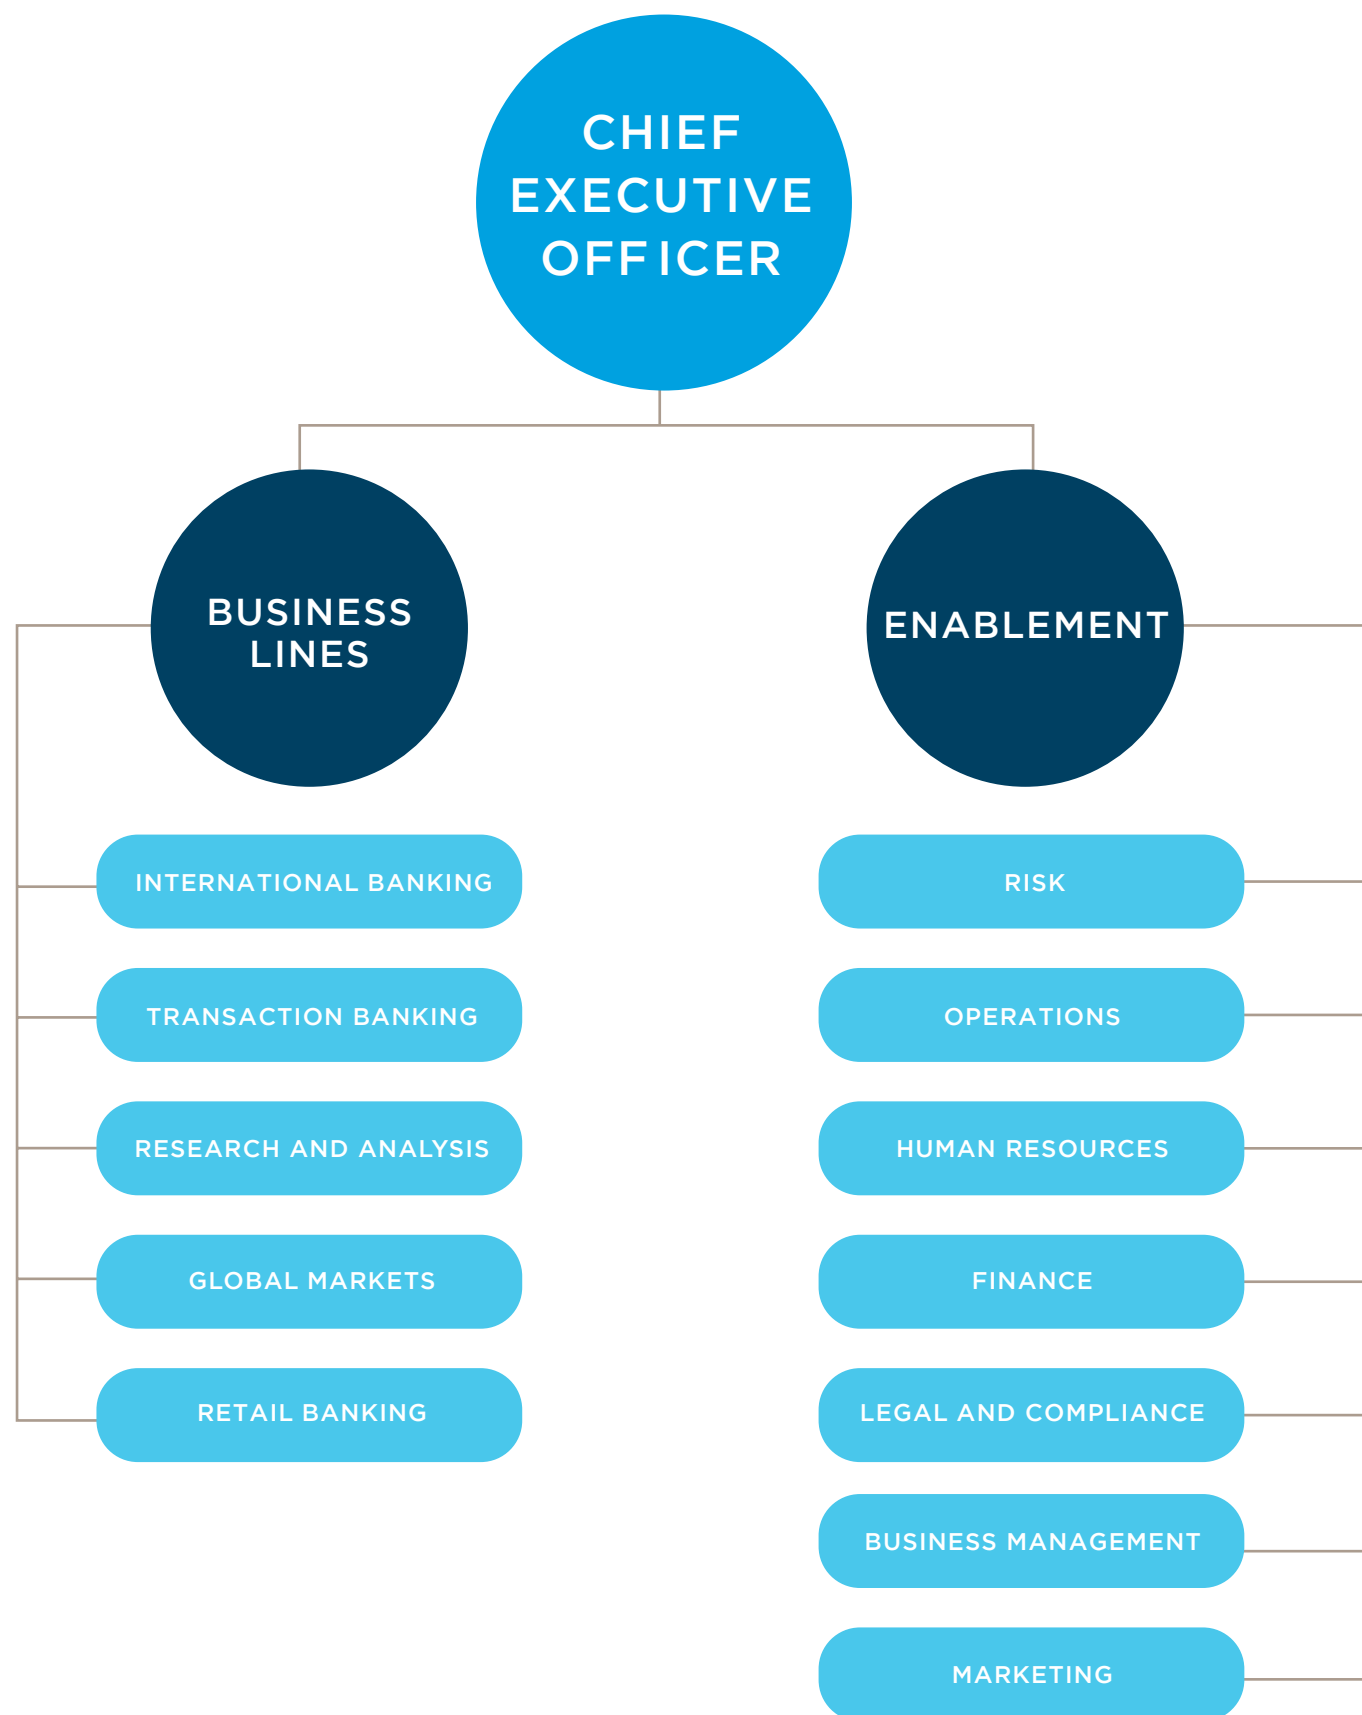 CHIEF
EXECUTIVE
OFFICER
BUSINESS
LINES
ENABLEMENT
INTERNATIONAL BANKING
TRANSACTION BANKING
RESEARCH AND ANALYSIS
GLOBAL MARKETS
RETAIL BANKING
RISK
OPERATIONS
HUMAN RESOURCES
FINANCE
LEGAL AND COMPLIANCE
BUSINESS MANAGEMENT
MARKETING